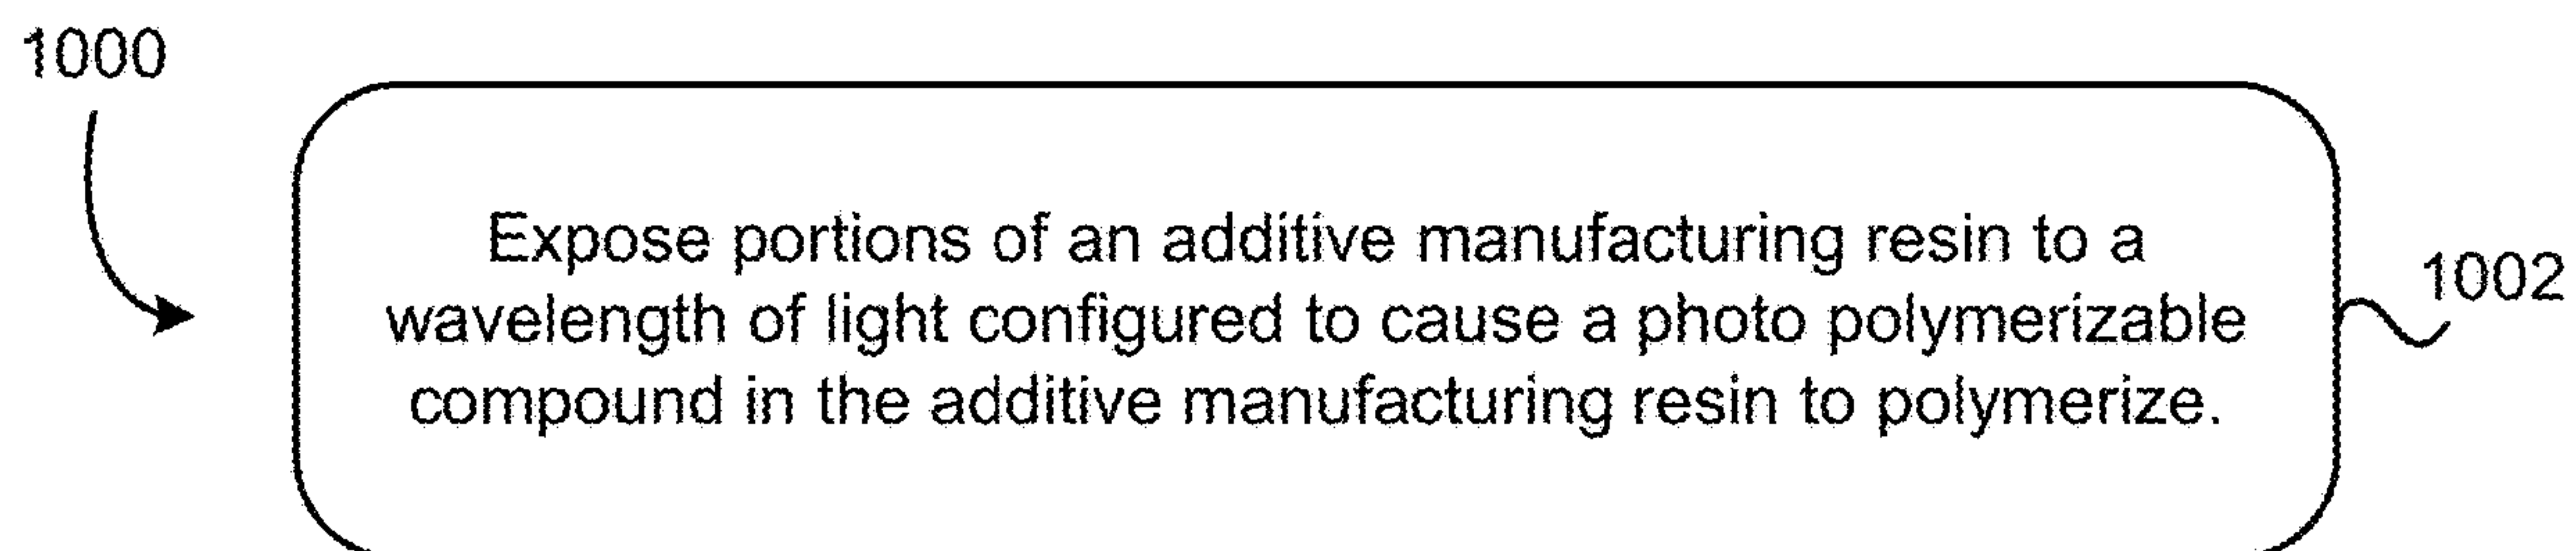 1000
Expose portions of an additive manufacturing resin to a
wavelength of light configured to cause a photo polymerizable
compound in the additive manufacturing resin to polymerize.
1002